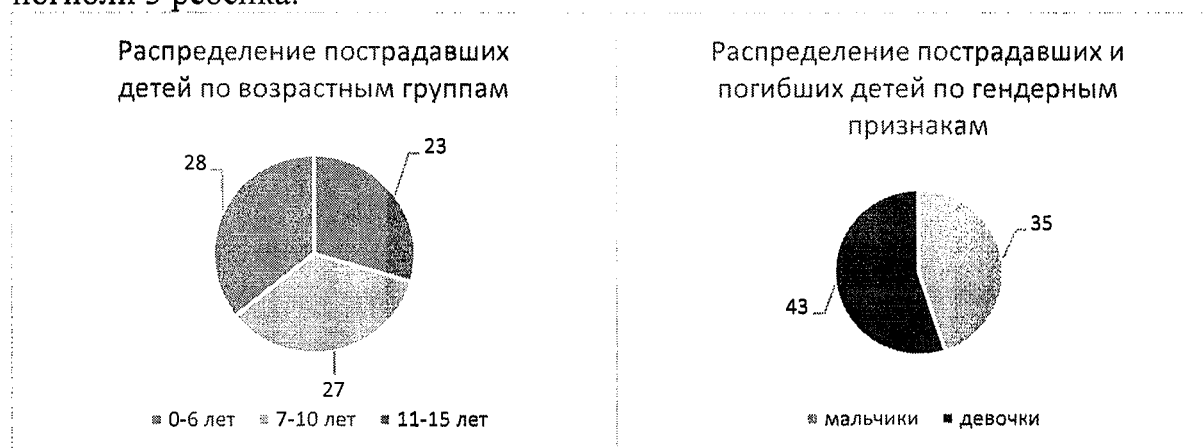 Распределение пострадавших
детей по возрастным группам
28
23
27
0-6 лет 7-10 лет 11-15 лет
Распределение пострадавших и
погибших детей по гендерным
признакам
35
43
мальчики девочки